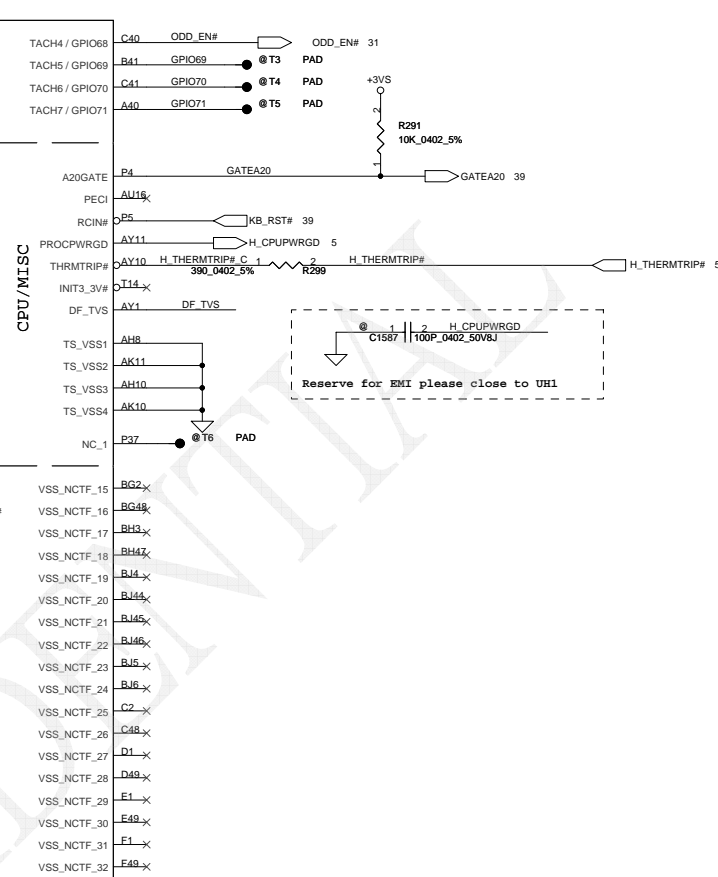 TACH4 / GPIO68 C40 ODD_EN# ODD_EN# 31
TACH5 / GPIO69 B41 GPIO69 @ T3 PAD
TACH6 / GPIO70 C41 GPIO70 @ T4 PAD
TACH7 / GPIO71 A40 GPIO71 @ T5 PAD
+3VS
2
R291
10K_0402_5%
1
A20GATE P4 GATEA20 GATEA20 39
PECI AU16
RCIN# P5 KB_RST# 39
PROCPWRGD AY11 H_CPUPWRGD 5
THRMTRIP# AY10 H_THERMTRIP#_C 1 2 H_THERMTRIP# H_THERMTRIP# 5
390_0402_5% R299
INIT3_3V# T14
DF_TVS AY1 DF_TVS
CPU/MISC
@ 1 2 H_CPUPWRGD
C1587 100P_0402_50V8J
Reserve for EMI please close to UH1
TS_VSS1 AH8
TS_VSS2 AK11
TS_VSS3 AH10
TS_VSS4 AK10
NC_1 P37 @ T6 PAD
VSS_NCTF_15 BG2
VSS_NCTF_16 BG48
VSS_NCTF_17 BH3
VSS_NCTF_18 BH47
VSS_NCTF_19 BJ4
VSS_NCTF_20 BJ44
VSS_NCTF_21 BJ45
VSS_NCTF_22 BJ46
VSS_NCTF_23 BJ5
VSS_NCTF_24 BJ6
VSS_NCTF_25 C2
VSS_NCTF_26 C48
VSS_NCTF_27 D1
VSS_NCTF_28 D49
VSS_NCTF_29 E1
VSS_NCTF_30 E49
VSS_NCTF_31 F1
VSS_NCTF_32 F49